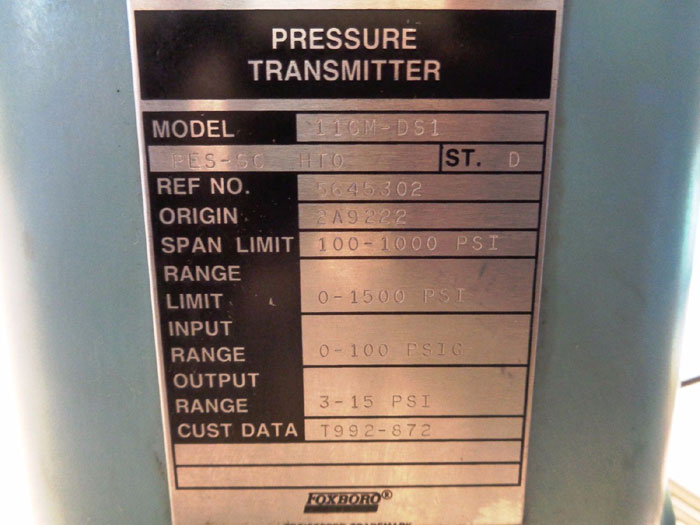 PRESSURE
TRANSMITTER
MODEL 11GM-DS1
HTO ST. D
REF NO. 5645302
ORIGIN 2A9222
SPAN LIMIT 100-1000 PSI
RANGE
LIMIT 0-1500 PSI
INPUT
RANGE 0-100 PSIG
OUTPUT
RANGE 3-15 PSI
CUST DATA T992-872
FOXBORO®